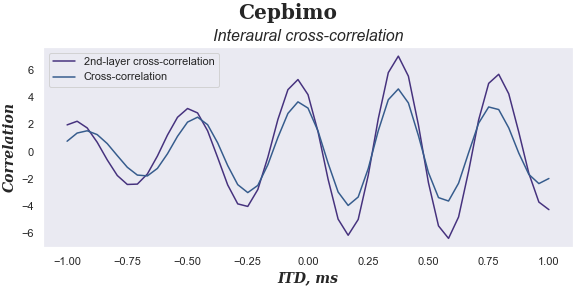 Cepbimo
Interaural cross-correlation
2nd-layer cross-correlation
Cross-correlation
Correlation
6
4
2
0
−2
−4
−6
−1.00 −0.75 −0.50 −0.25 0.00 0.25 0.50 0.75 1.00
ITD, ms